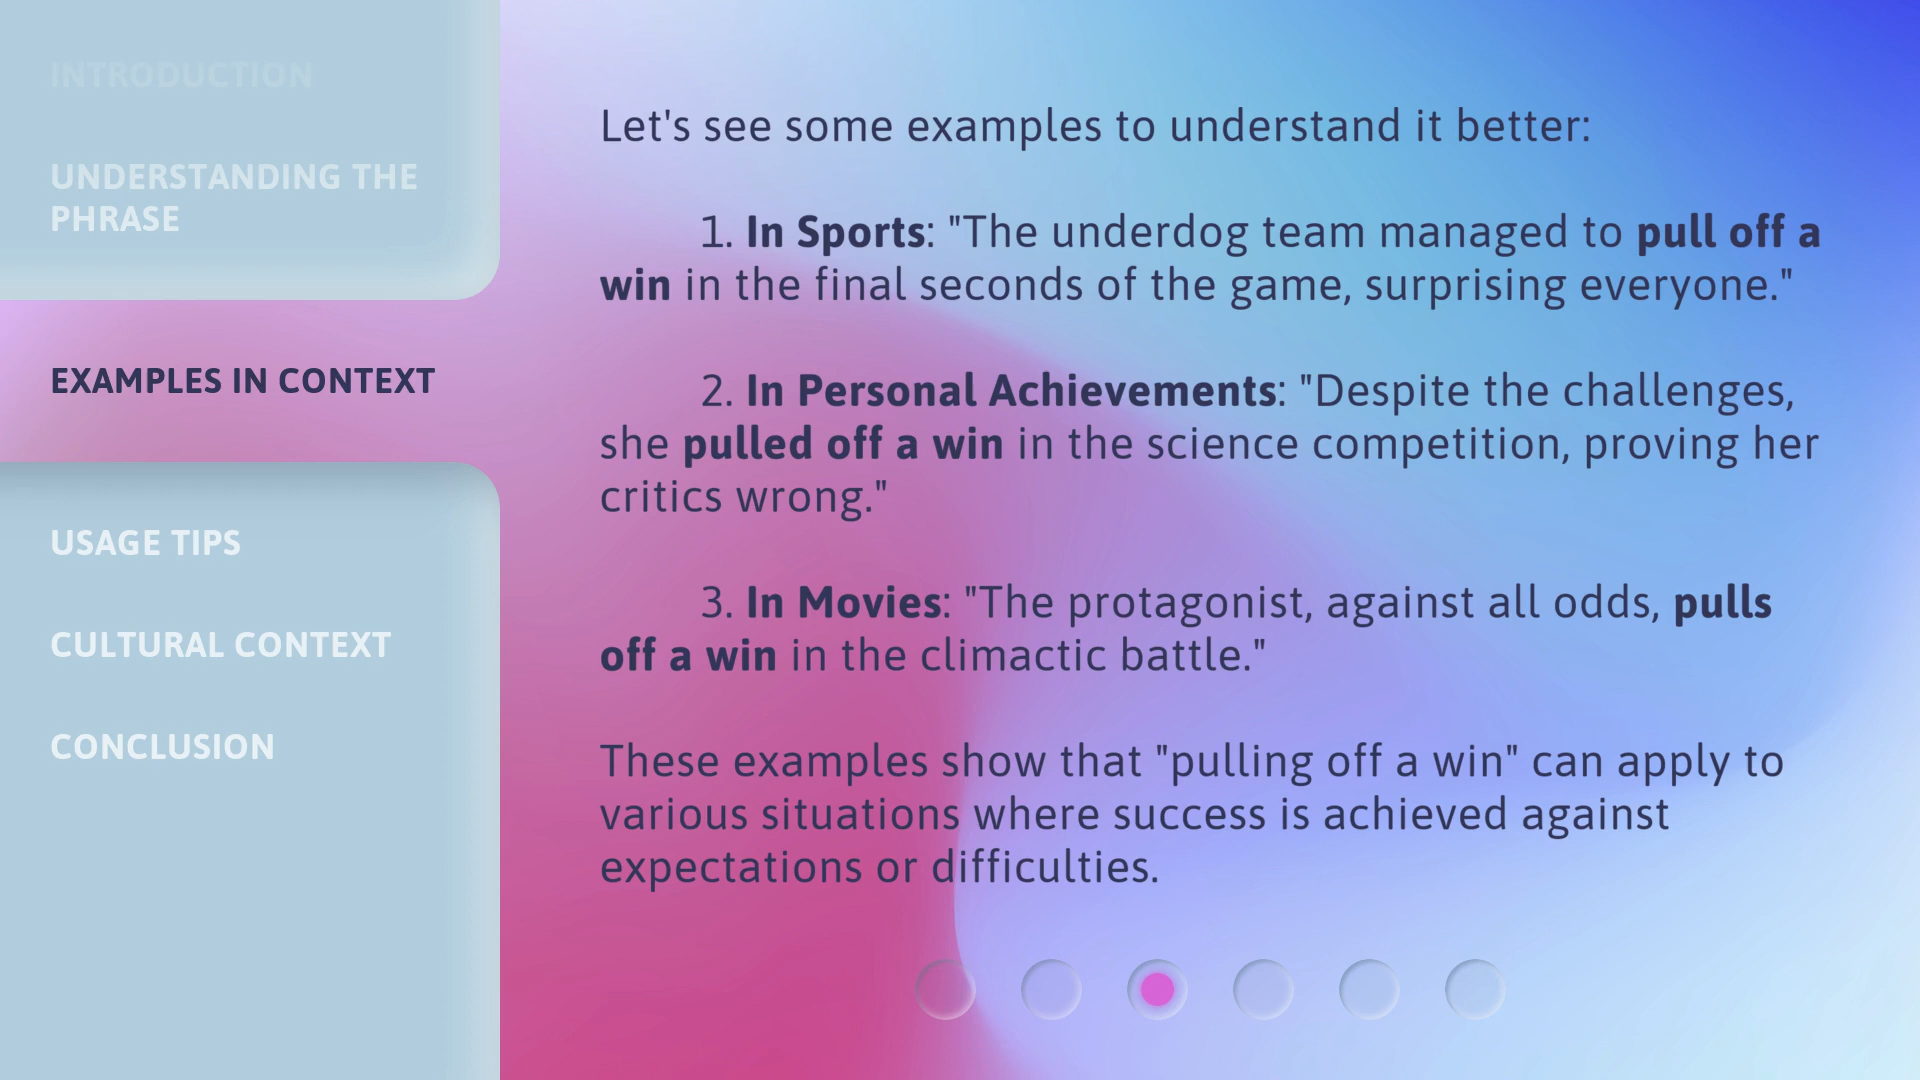 INTRODUCTION
UNDERSTANDING THE
PHRASE
EXAMPLES IN CONTEXT
USAGE TIPS
CULTURAL CONTEXT
CONCLUSION
Let's see some examples to understand it better:
1. In Sports: "The underdog team managed to pull off a
win in the final seconds of the game, surprising everyone."
2. In Personal Achievements: "Despite the challenges,
she pulled off a win in the science competition, proving her
critics wrong."
3. In Movies: "The protagonist, against all odds, pulls
off a win in the climactic battle."
These examples show that "pulling off a win" can apply to
various situations where success is achieved against
expectations or difficulties.